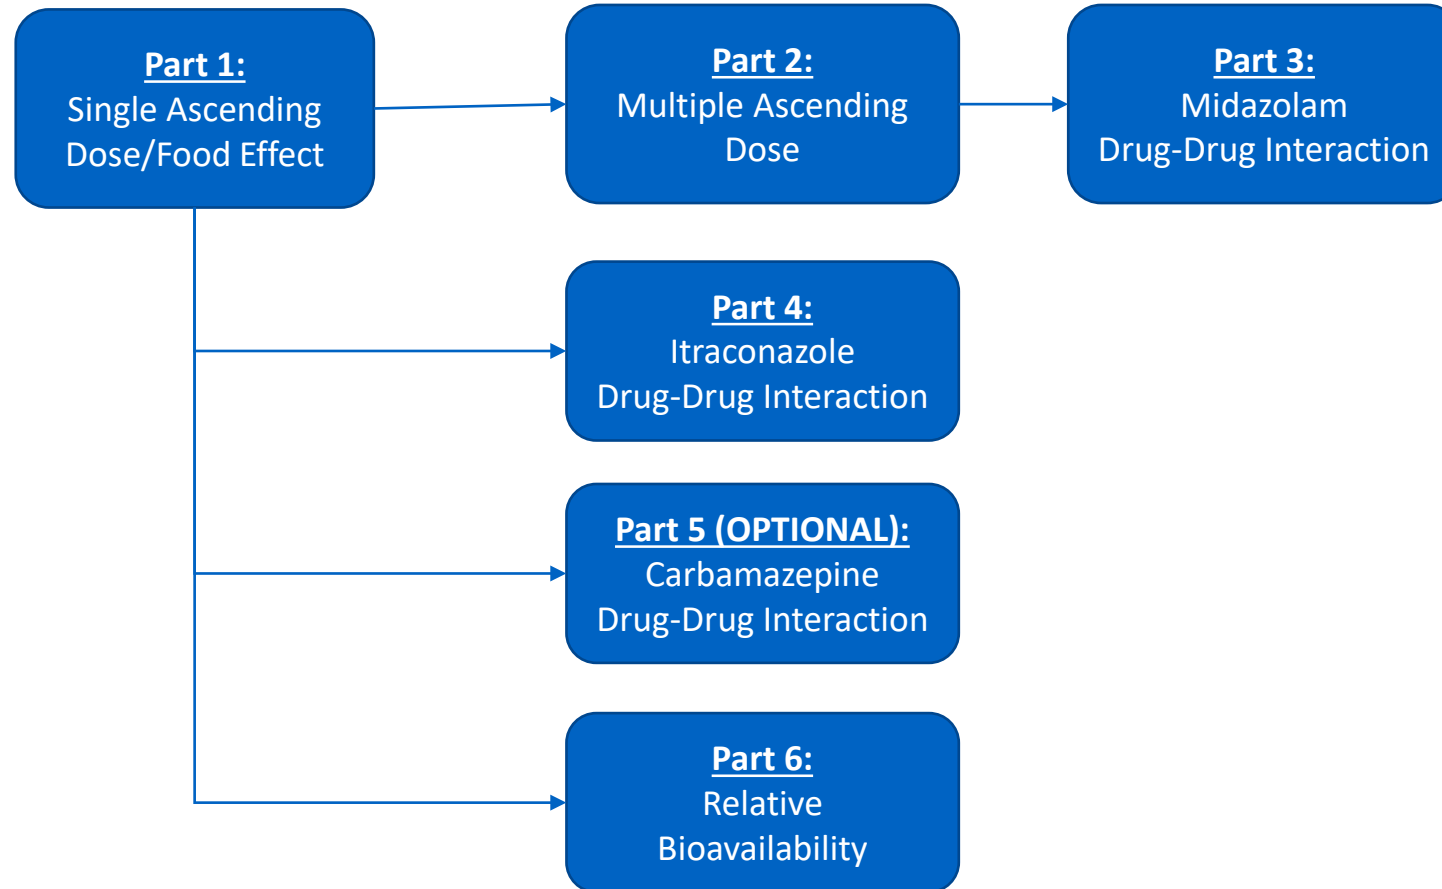 Part 1:
Single Ascending
Dose/Food Effect
Part 2:
Multiple Ascending
Dose
Part 3:
Midazolam
Drug-Drug Interaction
Part 4:
Itraconazole
Drug-Drug Interaction
Part 5 (OPTIONAL):
Carbamazepine
Drug-Drug Interaction
Part 6:
Relative
Bioavailability